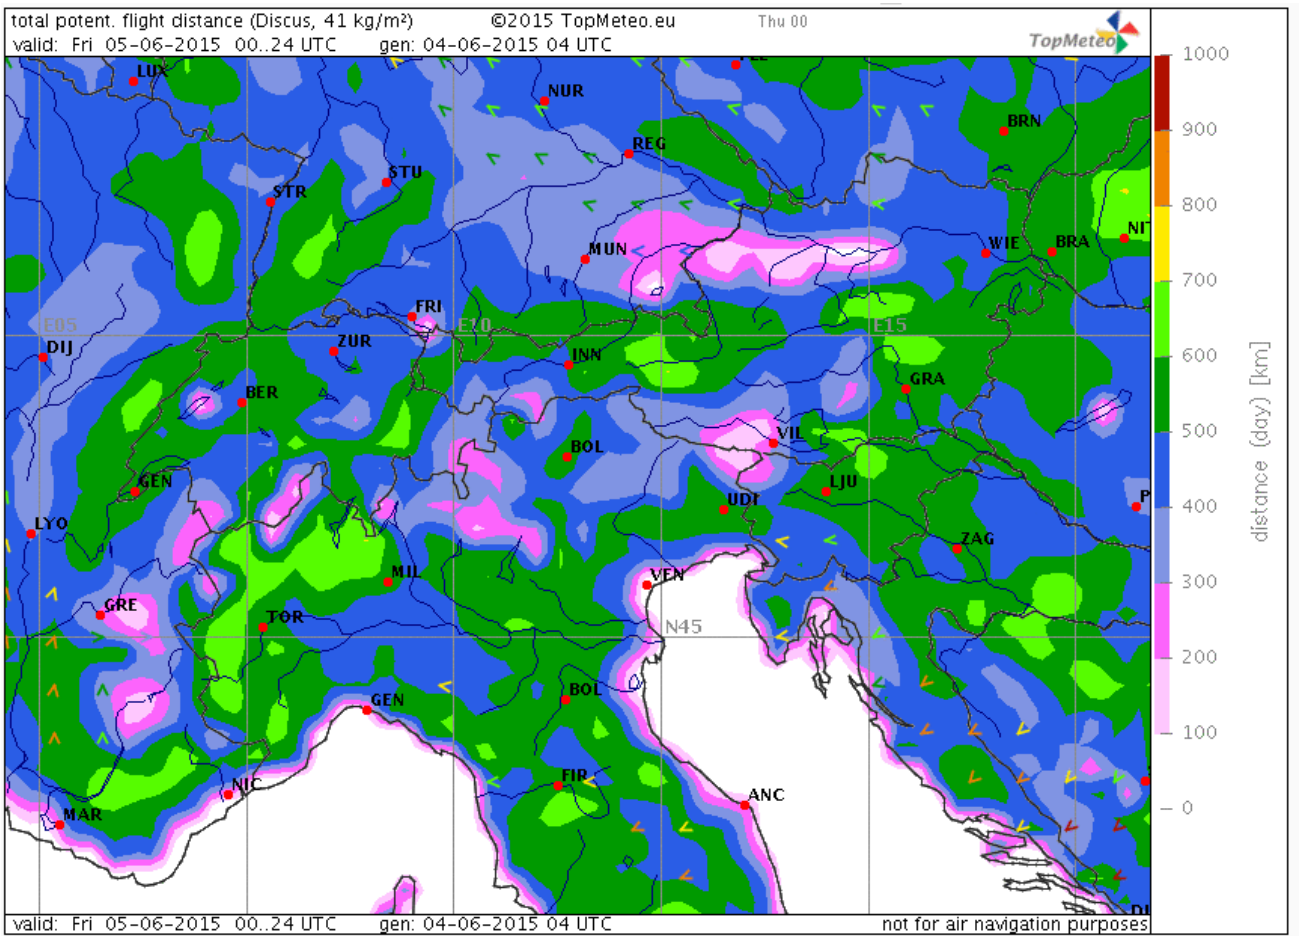 total potent. flight distance (Discus, 41 kg/m²) ©2015 TopMeteo.eu Thu 00
valid: Fri 05-06-2015 00..24 UTC gen: 04-06-2015 04 UTC
TopMeteo
LUX
NUR
BRN
REG
STU
STR
NIT
MUN
WIE
BRA
FRI
E05
E10
E15
DIJ
ZUR
INN
GRA
BER
VIL
BOL
GEN
LJU
UDI
P
LYO
ZAG
MIL
VEN
GRE
TOR
N45
BOL
GEN
FIR
NIC
ANC
MAR
1000
900
800
700
600
500
400
300
200
100
0
distance (day) [km]
valid: Fri 05-06-2015 00..24 UTC gen: 04-06-2015 04 UTC not for air navigation purposes